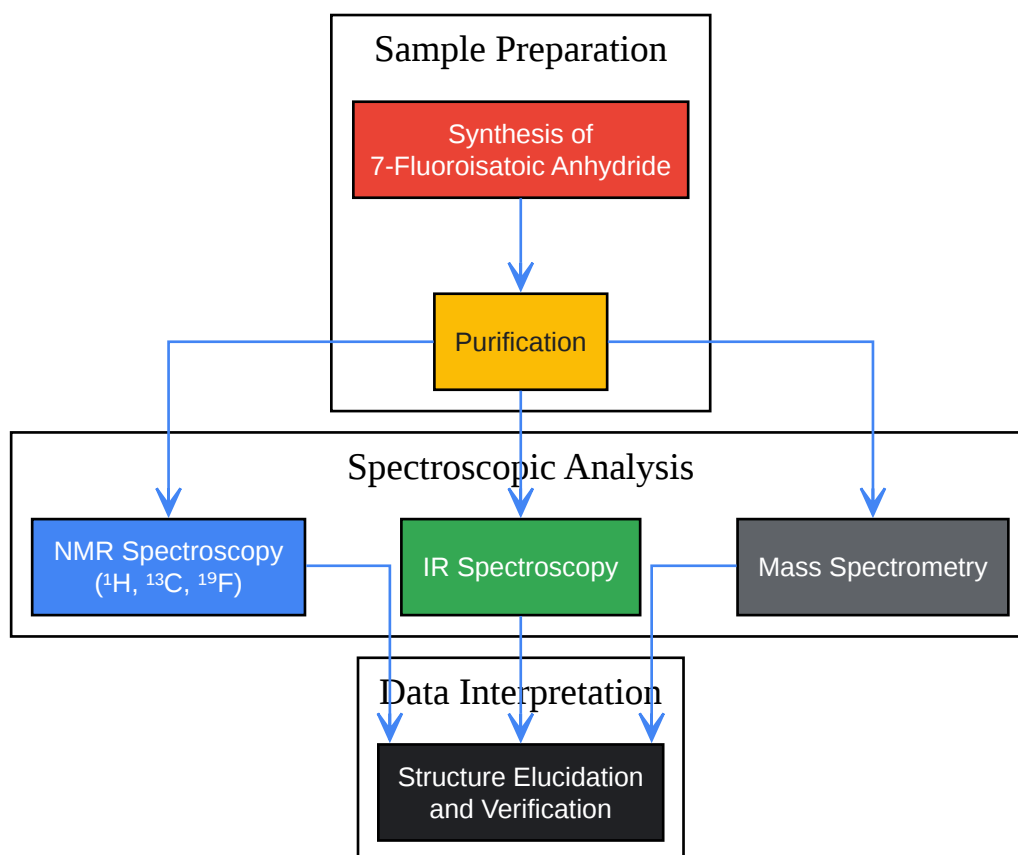 Sample Preparation
Synthesis of
7-Fluoroisatoic Anhydride
Purification
Spectroscopic Analysis
NMR Spectroscopy
(¹H, ¹³C, ¹⁹F)
IR Spectroscopy
Mass Spectrometry
Data Interpretation
Structure Elucidation
and Verification